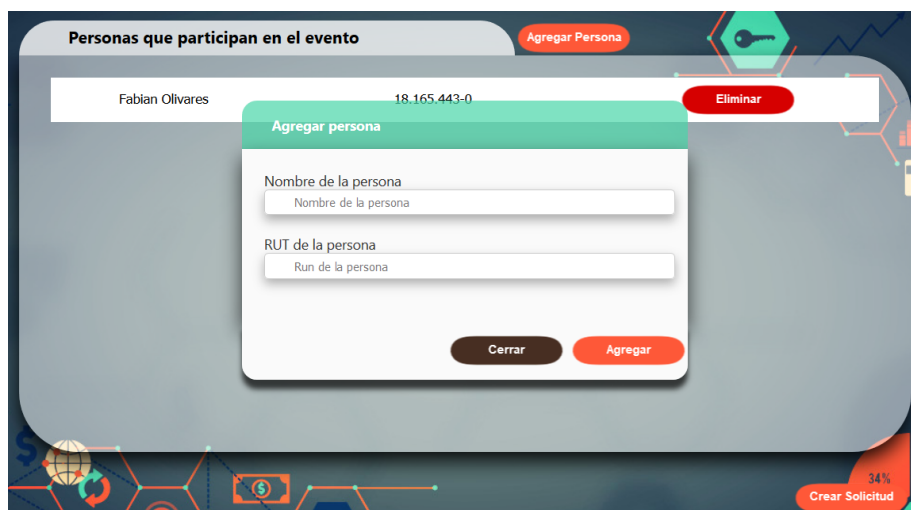 Personas que participan en el evento
Agregar Persona
Fabian Olivares
18.165.443-0
Eliminar
Agregar persona
Nombre de la persona
Nombre de la persona
RUT de la persona
Run de la persona
Cerrar
Agregar
$
$
34%
Crear Solicitud